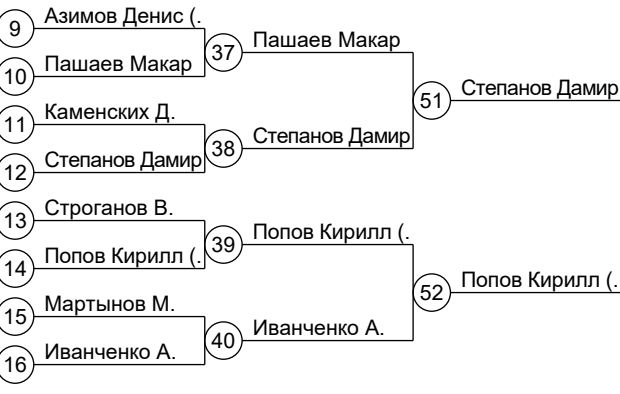 9 Азимов Денис (.
37 Пашаев Макар
10 Пашаев Макар
51 Степанов Дамир
11 Каменских Д.
38 Степанов Дамир
12 Степанов Дамир
13 Строганов В.
39 Попов Кирилл (.
14 Попов Кирилл (.
52 Попов Кирилл (.
15 Мартынов М.
40 Иванченко А.
16 Иванченко А.